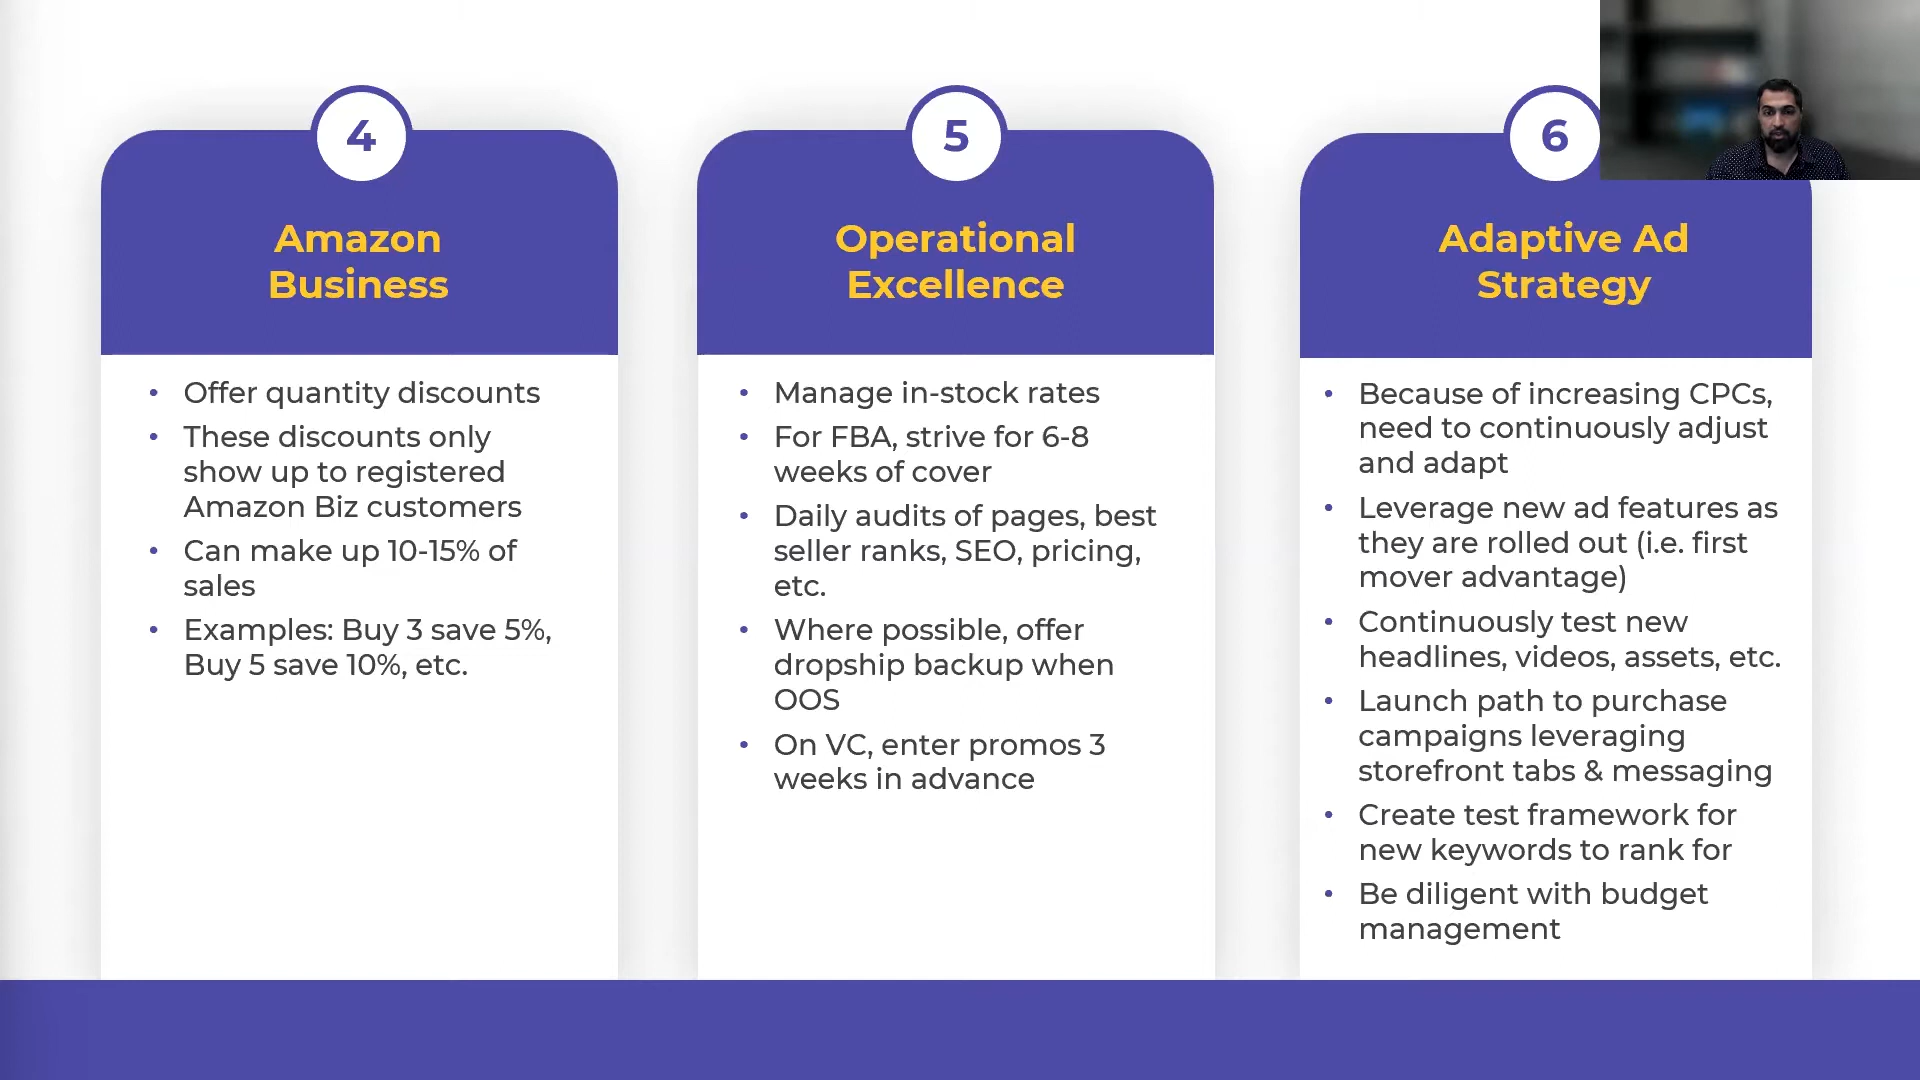 4
Amazon
Business
• Offer quantity discounts
• These discounts only
show up to registered
Amazon Biz customers
• Can make up 10-15% of
sales
• Examples: Buy 3 save 5%,
Buy 5 save 10%, etc.
5
Operational
Excellence
• Manage in-stock rates
• For FBA, strive for 6-8
weeks of cover
• Daily audits of pages, best
seller ranks, SEO, pricing,
etc.
• Where possible, offer
dropship backup when
OOS
• On VC, enter promos 3
weeks in advance
6
Adaptive Ad
Strategy
• Because of increasing CPCs,
need to continuously adjust
and adapt
• Leverage new ad features as
they are rolled out (i.e. first
mover advantage)
• Continuously test new
headlines, videos, assets, etc.
• Launch path to purchase
campaigns leveraging
storefront tabs & messaging
• Create test framework for
new keywords to rank for
• Be diligent with budget
management